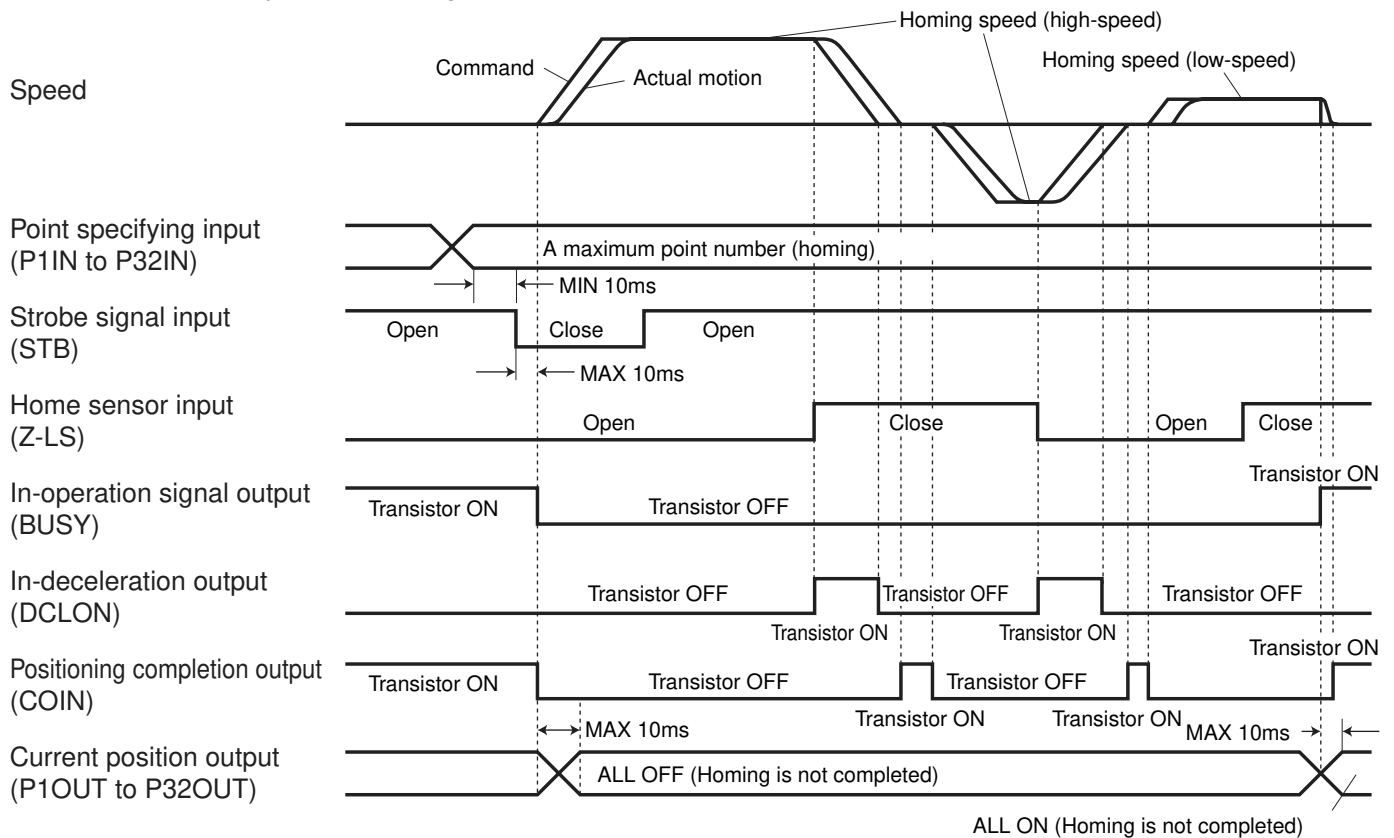 Homing speed (high-speed)
Homing speed (low-speed)
Command
Actual motion
Speed
Point specifying input
(P1IN to P32IN)
A maximum point number (homing)
MIN 10ms
Strobe signal input
(STB)
Open
Close
Open
MAX 10ms
Home sensor input
(Z-LS)
Open
Close
Open
Close
In-operation signal output
(BUSY)
Transistor ON
Transistor OFF
Transistor ON
In-deceleration output
(DCLON)
Transistor OFF
Transistor OFF
Transistor OFF
Transistor ON
Transistor ON
Positioning completion output
(COIN)
Transistor ON
Transistor OFF
Transistor OFF
Transistor ON
Transistor ON
Transistor ON
MAX 10ms
MAX 10ms
Current position output
(P1OUT to P32OUT)
ALL OFF (Homing is not completed)
ALL ON (Homing is not completed)